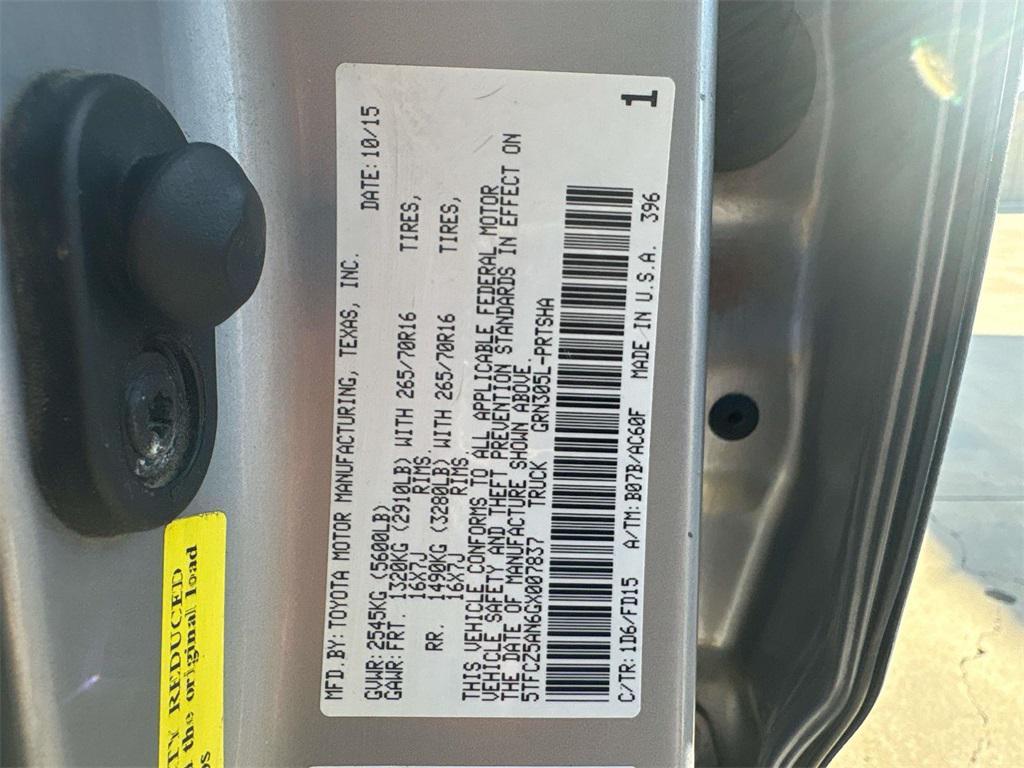 MFD.BY: TOYOTA MOTOR MANUFACTURING, TEXAS, INC.
DATE: 10/15
GVWR: 2545KG (5600LB)
GAWR: FRT. 1320KG (2910LB) WITH 265/70R16 TIRES,
16X7J RIMS.
RR. 1490KG (3280LB) WITH 265/70R16 TIRES,
16X7J RIMS.
THIS VEHICLE CONFORMS TO ALL APPLICABLE FEDERAL MOTOR
VEHICLE SAFETY AND THEFT PREVENTION STANDARDS IN EFFECT ON
THE DATE OF MANUFACTURE SHOWN ABOVE.
5TFCZ5AN6GX007837 TRUCK GRN305L-PRTSHA
C/TR: 1D6/FD15 A/TM: B07B/AC60F MADE IN U.S.A. 396
1
REDUCED
the original load